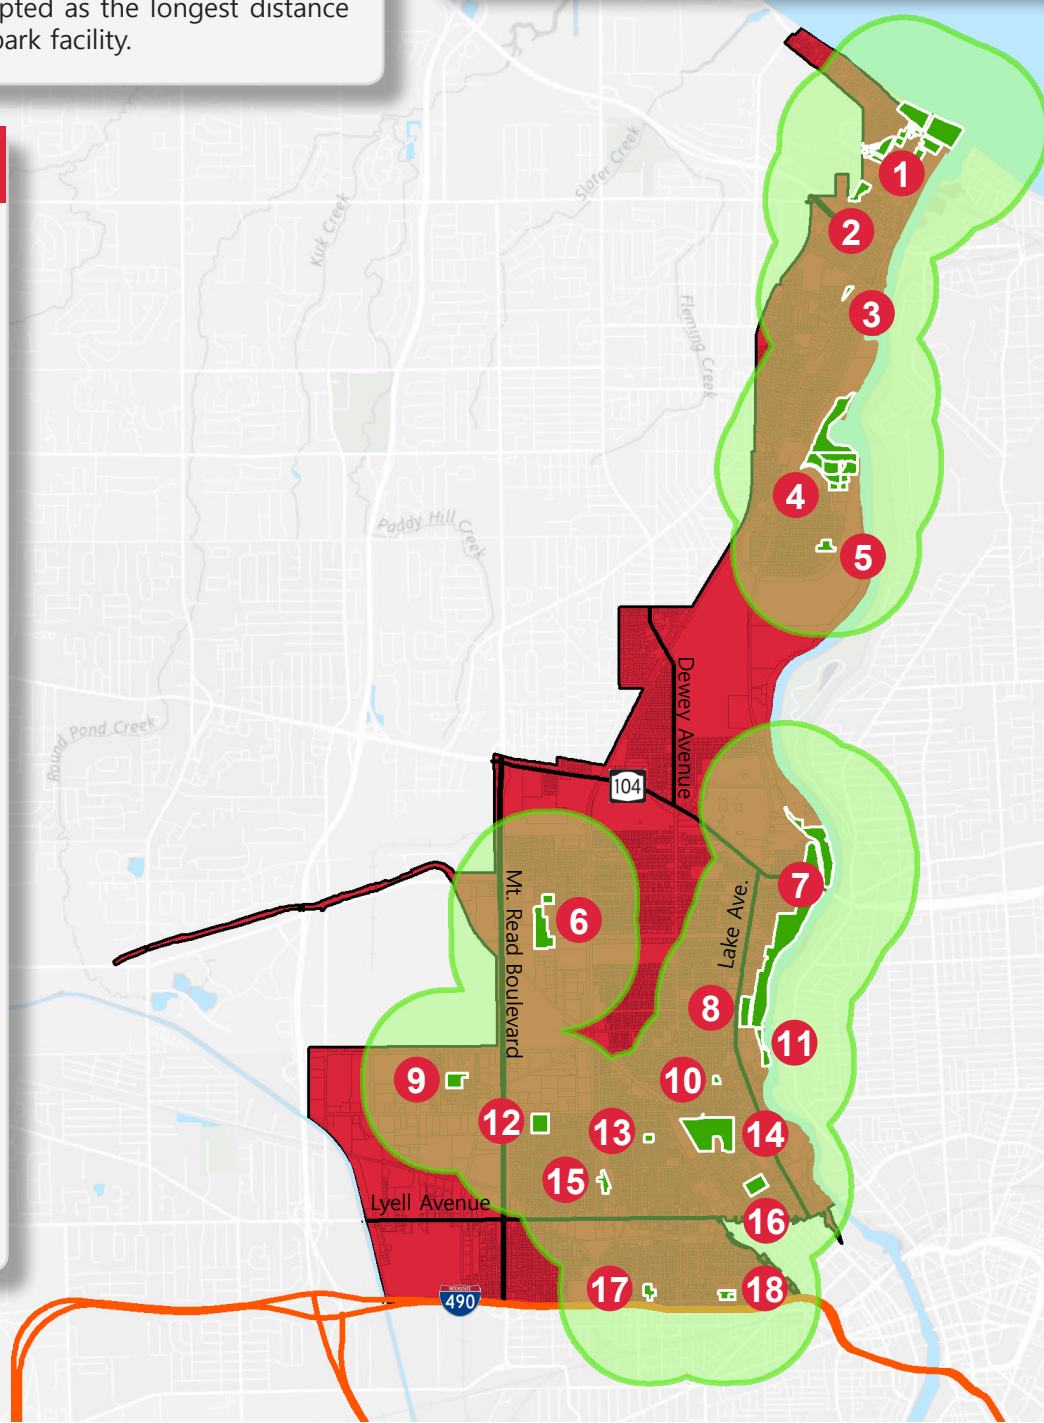 pted as the longest distance
park facility.
Slater Creek
Kirk Creek
1
2
3
Fleming Creek
4
Paddy Hill Creek
5
Dewey Avenue
Round Pond Creek
104
7
Mt. Read Boulevard
6
Lake Ave.
8
11
9
10
12
13
14
15
Lyell Avenue
16
17
18
INTERSTATE
490